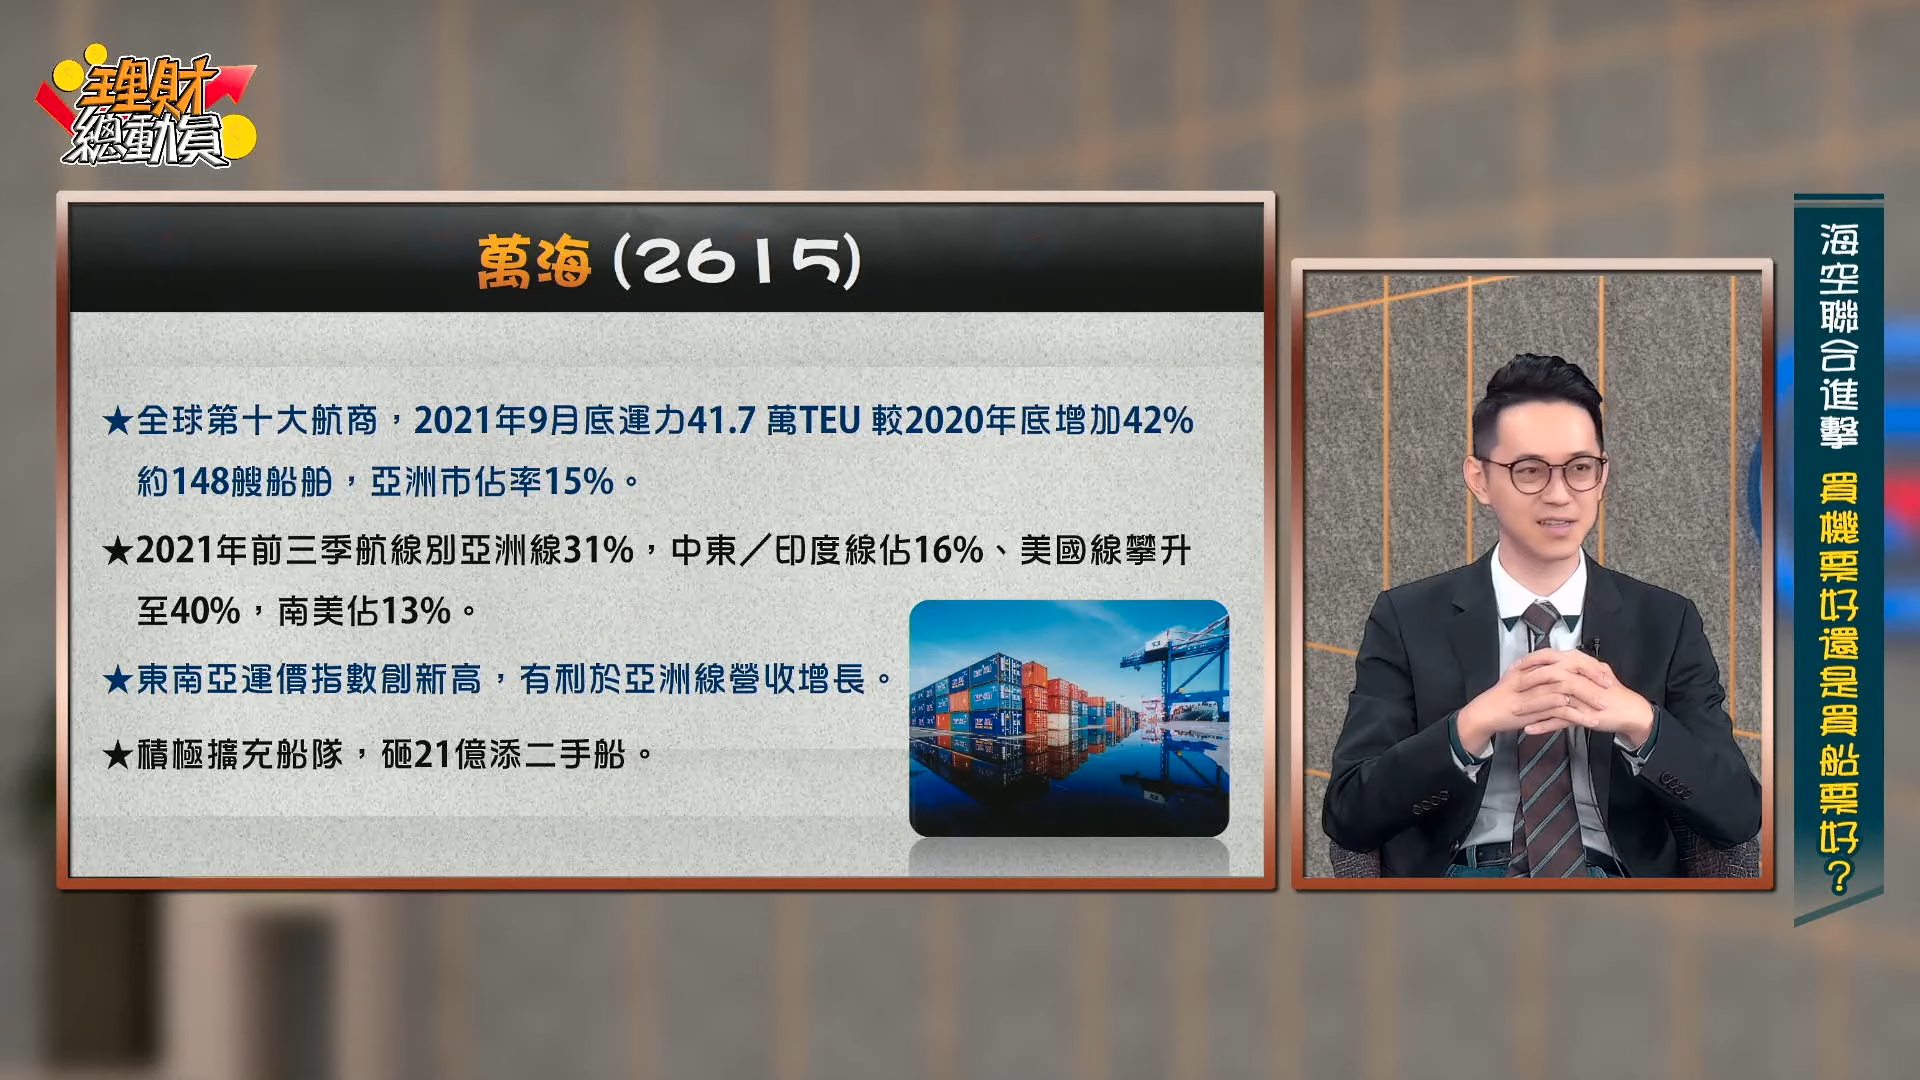 理財
總動員
萬海(2615)
★全球第十大航商，2021年9月底運力41.7 萬TEU 較2020年底增加42%
約148艘船舶，亞洲市佔率15%。
★2021年前三季航線別亞洲線31%，中東／印度線佔16%、美國線攀升
至40%，南美佔13%。
★東南亞運價指數創新高，有利於亞洲線營收增長。
★積極擴充船隊，砸21億添二手船。
海空聯合進擊 買機票好還是買船票好？